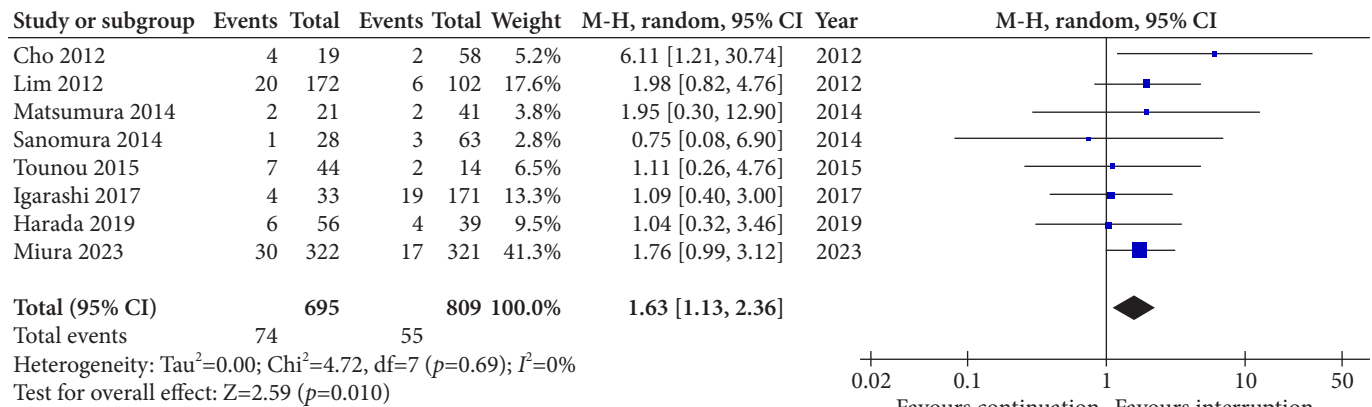 Study or subgroup Events Total Events Total Weight M-H, random, 95% CI Year M-H, random, 95% CI
Cho 2012 4 19 2 58 5.2% 6.11 [1.21, 30.74] 2012
Lim 2012 20 172 6 102 17.6% 1.98 [0.82, 4.76] 2012
Matsumura 2014 2 21 2 41 3.8% 1.95 [0.30, 12.90] 2014
Sanomura 2014 1 28 3 63 2.8% 0.75 [0.08, 6.90] 2014
Tounou 2015 7 44 2 14 6.5% 1.11 [0.26, 4.76] 2015
Igarashi 2017 4 33 19 171 13.3% 1.09 [0.40, 3.00] 2017
Harada 2019 6 56 4 39 9.5% 1.04 [0.32, 3.46] 2019
Miura 2023 30 322 17 321 41.3% 1.76 [0.99, 3.12] 2023
Total (95% CI) 695 809 100.0% 1.63 [1.13, 2.36]
Total events 74 55
Heterogeneity: Tau²=0.00; Chi²=4.72, df=7 (p=0.69); I²=0%
Test for overall effect: Z=2.59 (p=0.010)
0.02 0.1 1 10 50
Favours continuation Favours interruption